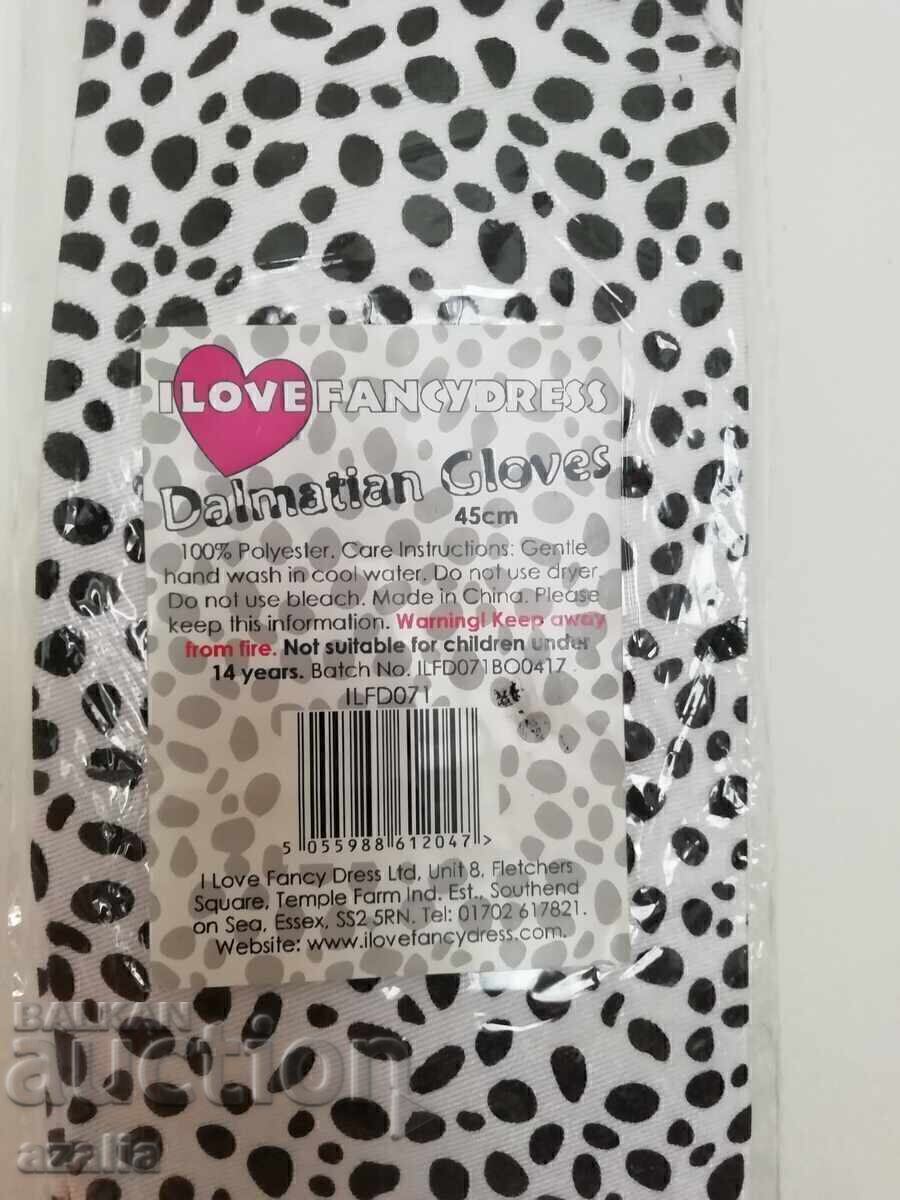 I LOVE FANCYDRESS
Dalmatian Gloves
45cm
100% Polyester. Care Instructions: Gentle
hand wash in cool water. Do not use dryer.
Do not use bleach. Made in China. Please
keep this information. Warning! Keep away
from fire. Not suitable for children under
14 years. Batch No. ILFD071BO0417
ILFD071
5 055988 612047 >
I Love Fancy Dress Ltd, Unit 8, Fletchers
Square, Temple Farm Ind. Est., Southend
on Sea, Essex, SS2 5RN. Tel: 01702 617821.
Website: www.ilovefancydress.com.
BALKAN
auction
azalia